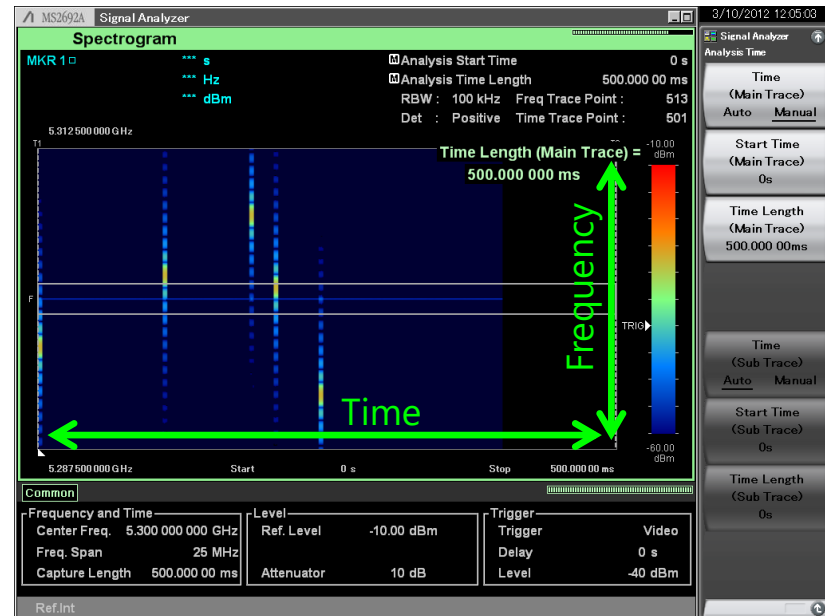 MS2692A Signal Analyzer
3/10/2012 12:05:03
Spectrogram
MKR 1 *** s
*** Hz
*** dBm
M Analysis Start Time 0 s
M Analysis Time Length 500.000 00 ms
RBW : 100 kHz Freq Trace Point : 513
Det : Positive Time Trace Point : 501
5.312 500 000 GHz
T1
Time Length (Main Trace) =
500.000 000 ms
-10.00
dBm
Frequency
F
TRIG
Time
-60.00
dBm
5.287 500 000 GHz Start 0 s Stop 500.000 00 ms
Common
Frequency and Time
Center Freq. 5.300 000 000 GHz
Freq. Span 25 MHz
Capture Length 500.000 00 ms
Level
Ref. Level -10.00 dBm
Attenuator 10 dB
Trigger
Trigger Video
Delay 0 s
Level -40 dBm
Ref.Int
Signal Analyzer
Analysis Time
Time
(Main Trace)
Auto Manual
Start Time
(Main Trace)
0s
Time Length
(Main Trace)
500.000 00ms
Time
(Sub Trace)
Auto Manual
Start Time
(Sub Trace)
0s
Time Length
(Sub Trace)
0s